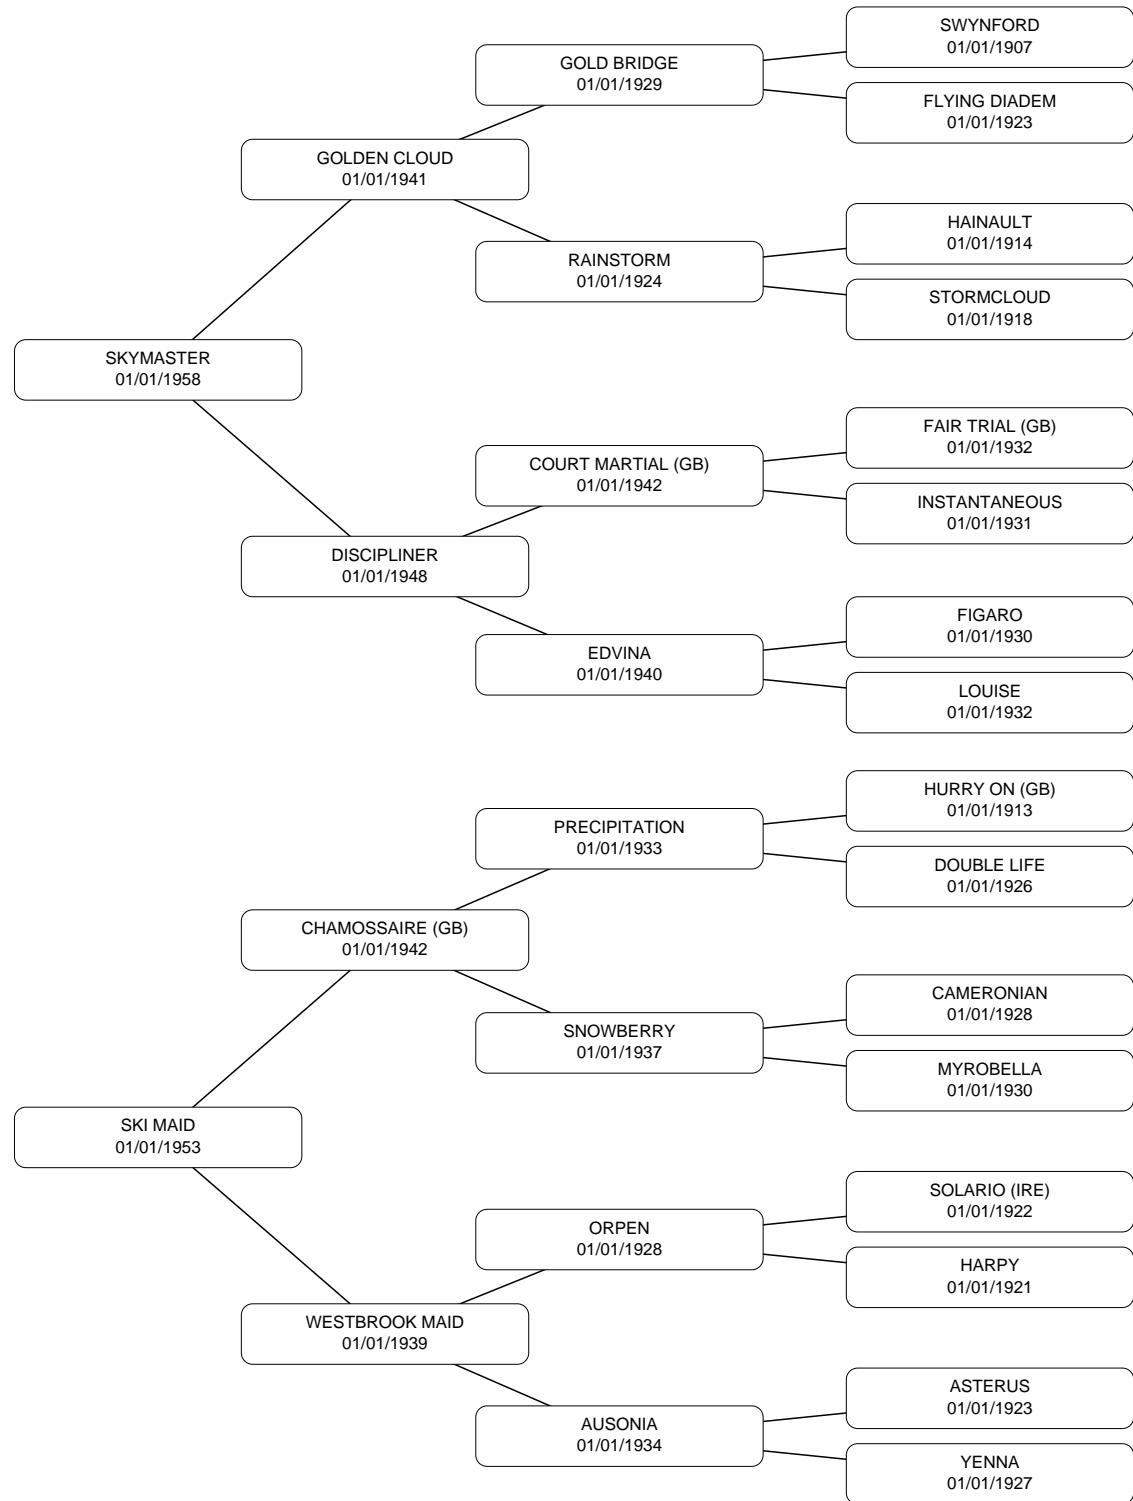 SWYNFORD
01/01/1907
GOLD BRIDGE
01/01/1929
FLYING DIADEM
01/01/1923
GOLDEN CLOUD
01/01/1941
HAINAULT
01/01/1914
RAINSTORM
01/01/1924
STORMCLOUD
01/01/1918
SKYMASTER
01/01/1958
FAIR TRIAL (GB)
01/01/1932
COURT MARTIAL (GB)
01/01/1942
INSTANTANEOUS
01/01/1931
DISCIPLINER
01/01/1948
FIGARO
01/01/1930
EDVINA
01/01/1940
LOUISE
01/01/1932
HURRY ON (GB)
01/01/1913
PRECIPITATION
01/01/1933
DOUBLE LIFE
01/01/1926
CHAMOSSAIRE (GB)
01/01/1942
CAMERONIAN
01/01/1928
SNOWBERRY
01/01/1937
MYROBELLA
01/01/1930
SKI MAID
01/01/1953
SOLARIO (IRE)
01/01/1922
ORPEN
01/01/1928
HARPY
01/01/1921
WESTBROOK MAID
01/01/1939
ASTERUS
01/01/1923
AUSONIA
01/01/1934
YENNA
01/01/1927